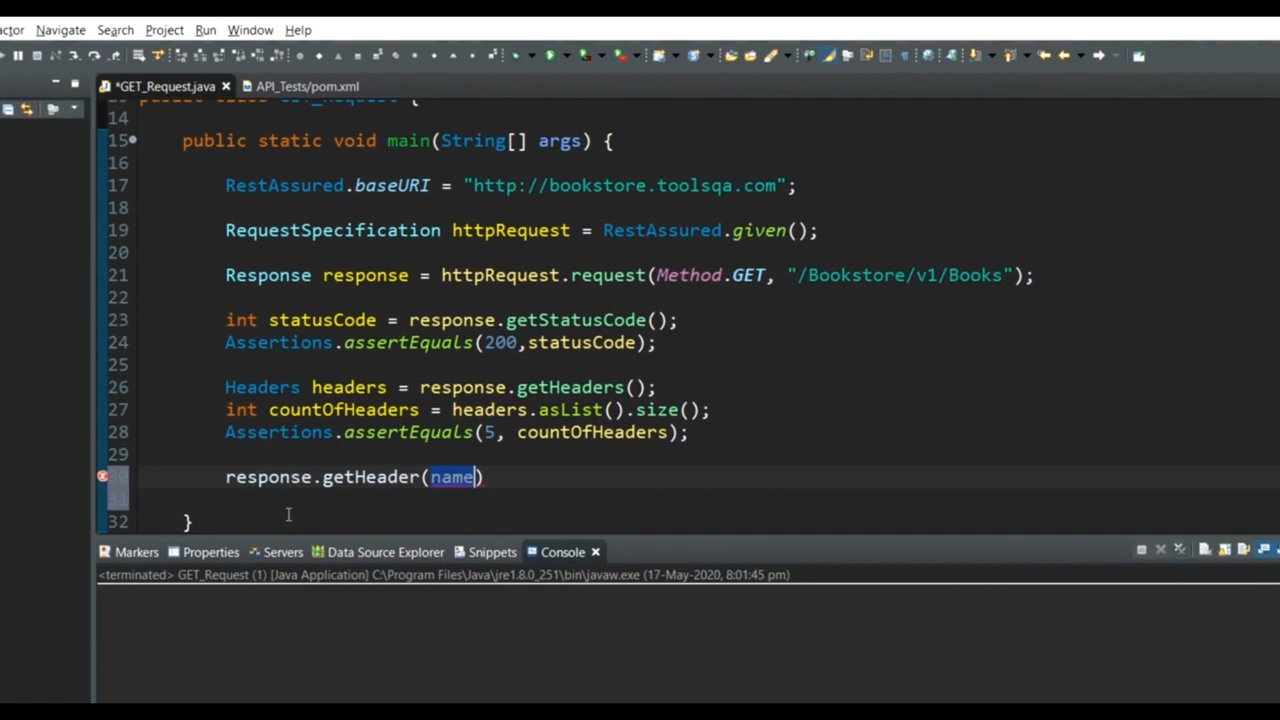 actor Navigate Search Project Run Window Help
*GET_Request.java API_Tests/pom.xml
14
15 public static void main(String[] args) {
16
17 RestAssured.baseURI = "http://bookstore.toolsqa.com";
18
19 RequestSpecification httpRequest = RestAssured.given();
20
21 Response response = httpRequest.request(Method.GET, "/Bookstore/v1/Books");
22
23 int statusCode = response.getStatusCode();
24 Assertions.assertEquals(200,statusCode);
25
26 Headers headers = response.getHeaders();
27 int countOfHeaders = headers.asList().size();
28 Assertions.assertEquals(5, countOfHeaders);
29
30 response.getHeader(name)
31
32 }
Markers Properties Servers Data Source Explorer Snippets Console
<terminated> GET_Request (1) [Java Application] C:\Program Files\Java\jre1.8.0_251\bin\javaw.exe (17-May-2020, 8:01:45 pm)